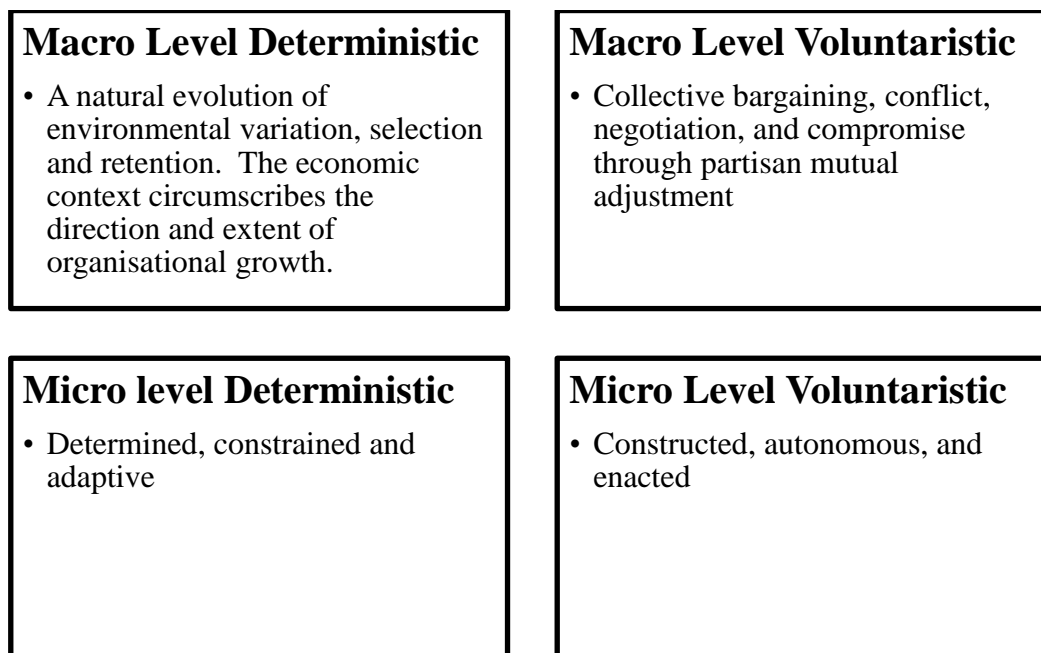 Macro Level Deterministic
• A natural evolution of
environmental variation, selection
and retention.  The economic
context circumscribes the
direction and extent of
organisational growth.
Macro Level Voluntaristic
• Collective bargaining, conflict,
negotiation, and compromise
through partisan mutual
adjustment
Micro level Deterministic
• Determined, constrained and
adaptive
Micro Level Voluntaristic
• Constructed, autonomous, and
enacted